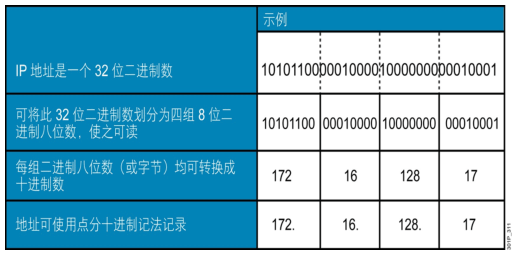 示例
IP 地址是一个 32 位二进制数
10101100000100001000000000010001
可将此 32 位二进制数划分为四组 8 位二
进制八位数，使之可读
10101100 00010000 10000000 00010001
每组二进制八位数（或字节）均可转换成
十进制数
172 16 128 17
地址可使用点分十进制记法记录
172. 16. 128. 17
301P_311